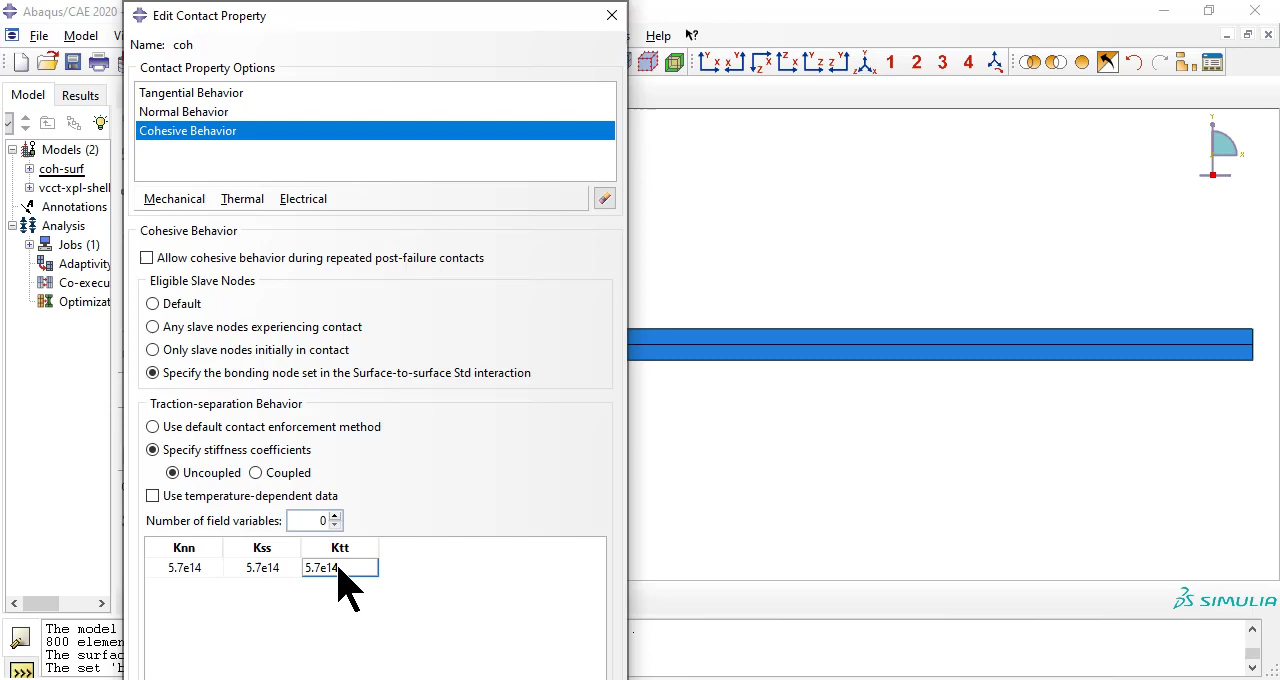 Abaqus/CAE 2020
Edit Contact Property
File
Model
Help
Name: coh
Contact Property Options
Tangential Behavior
Normal Behavior
Cohesive Behavior
Mechanical
Thermal
Electrical
Cohesive Behavior
Allow cohesive behavior during repeated post-failure contacts
Eligible Slave Nodes
Default
Any slave nodes experiencing contact
Only slave nodes initially in contact
Specify the bonding node set in the Surface-to-surface Std interaction
Traction-separation Behavior
Use default contact enforcement method
Specify stiffness coefficients
Uncoupled
Coupled
Use temperature-dependent data
Number of field variables: 0
Knn Kss Ktt
5.7e14 5.7e14 5.7e14
Model
Results
Models (2)
coh-surf
vcct-xpl-shell
Annotations
Analysis
Jobs (1)
Adaptivity
Co-execu
Optimizat
1 2 3 4
Y
X
SIMULIA
The model
800 elemen
The surfac
The set 'b
>>>